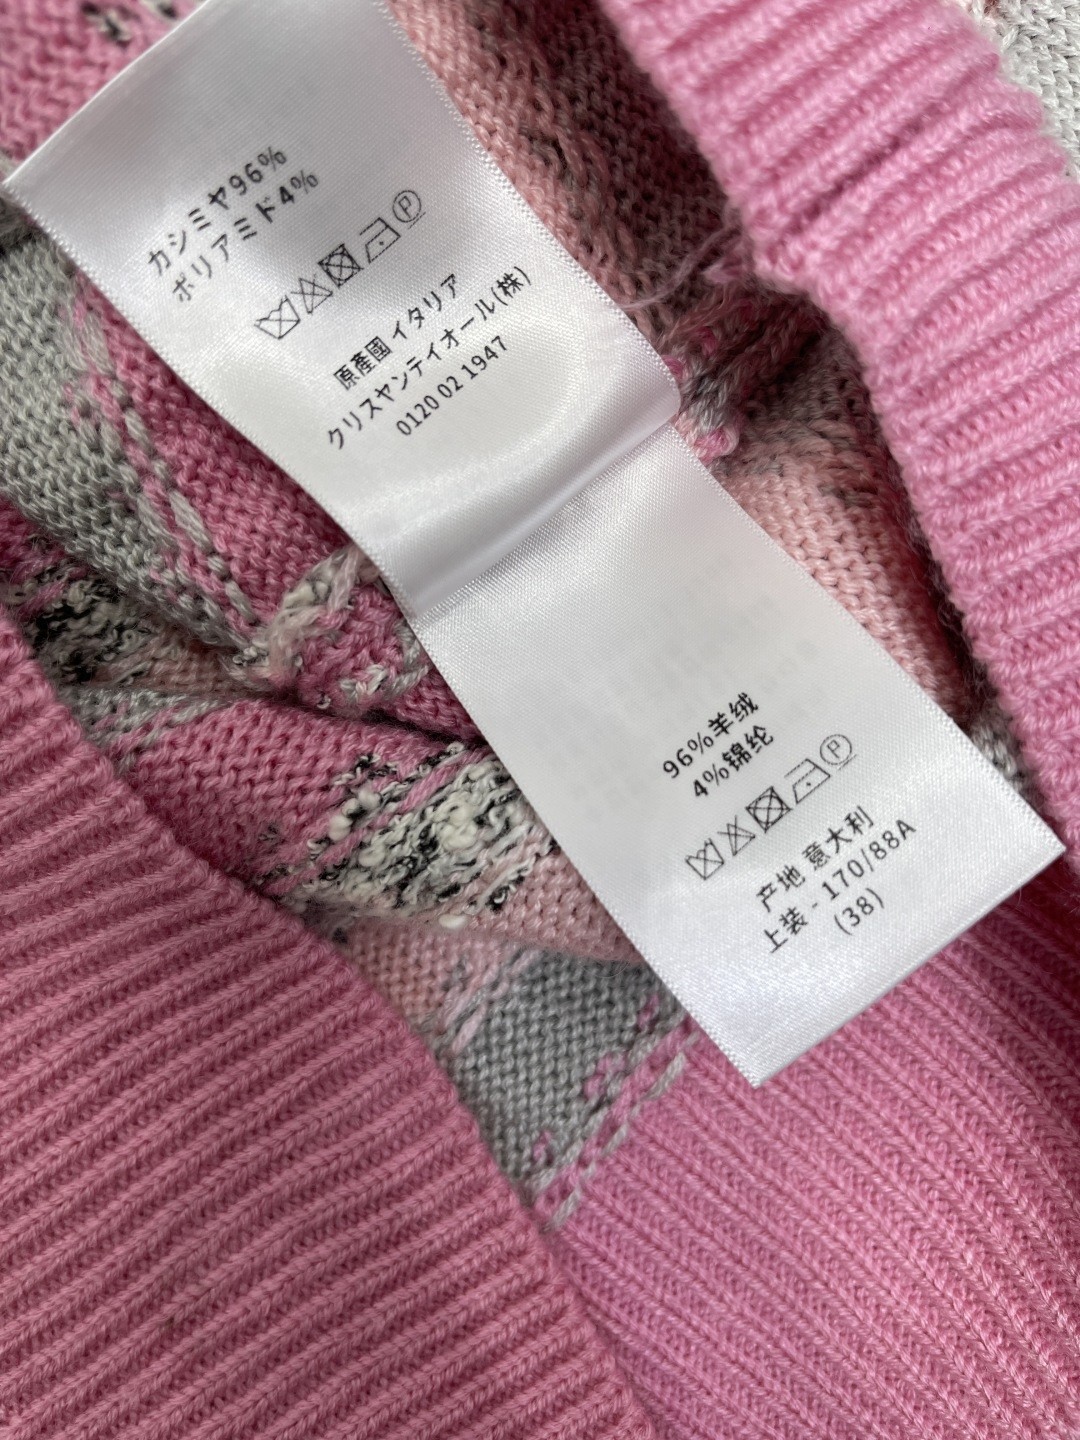 カシミヤ96%
ポリアミド4%
P
原産國 イタリア
クリスヤンテイオール(株)
0120 02 1947
96%羊绒
4%锦纶
P
产地 意大利
上装 - 170/88A
(38)